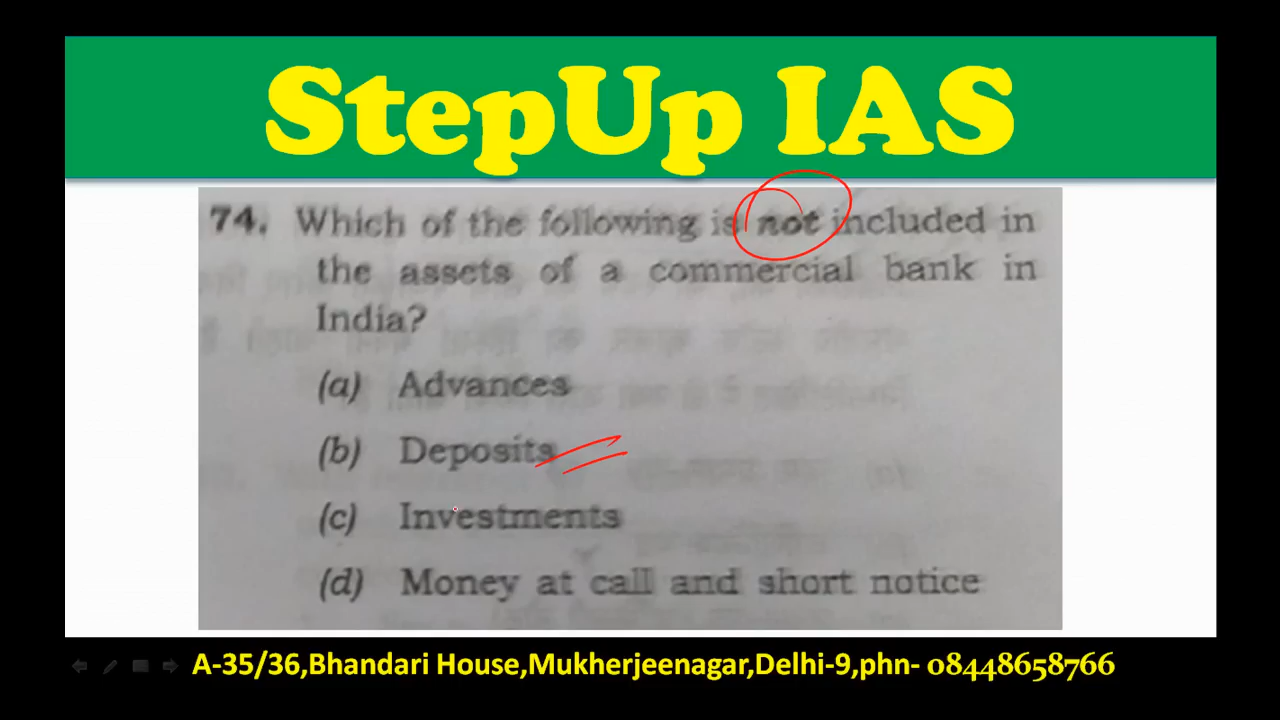 StepUp IAS
74. Which of the following is not included in
the assets of a commercial bank in
India?
(a) Advances
(b) Deposits
(c) Investments
(d) Money at call and short notice
A-35/36,Bhandari House,Mukherjeenagar,Delhi-9,phn- 08448658766